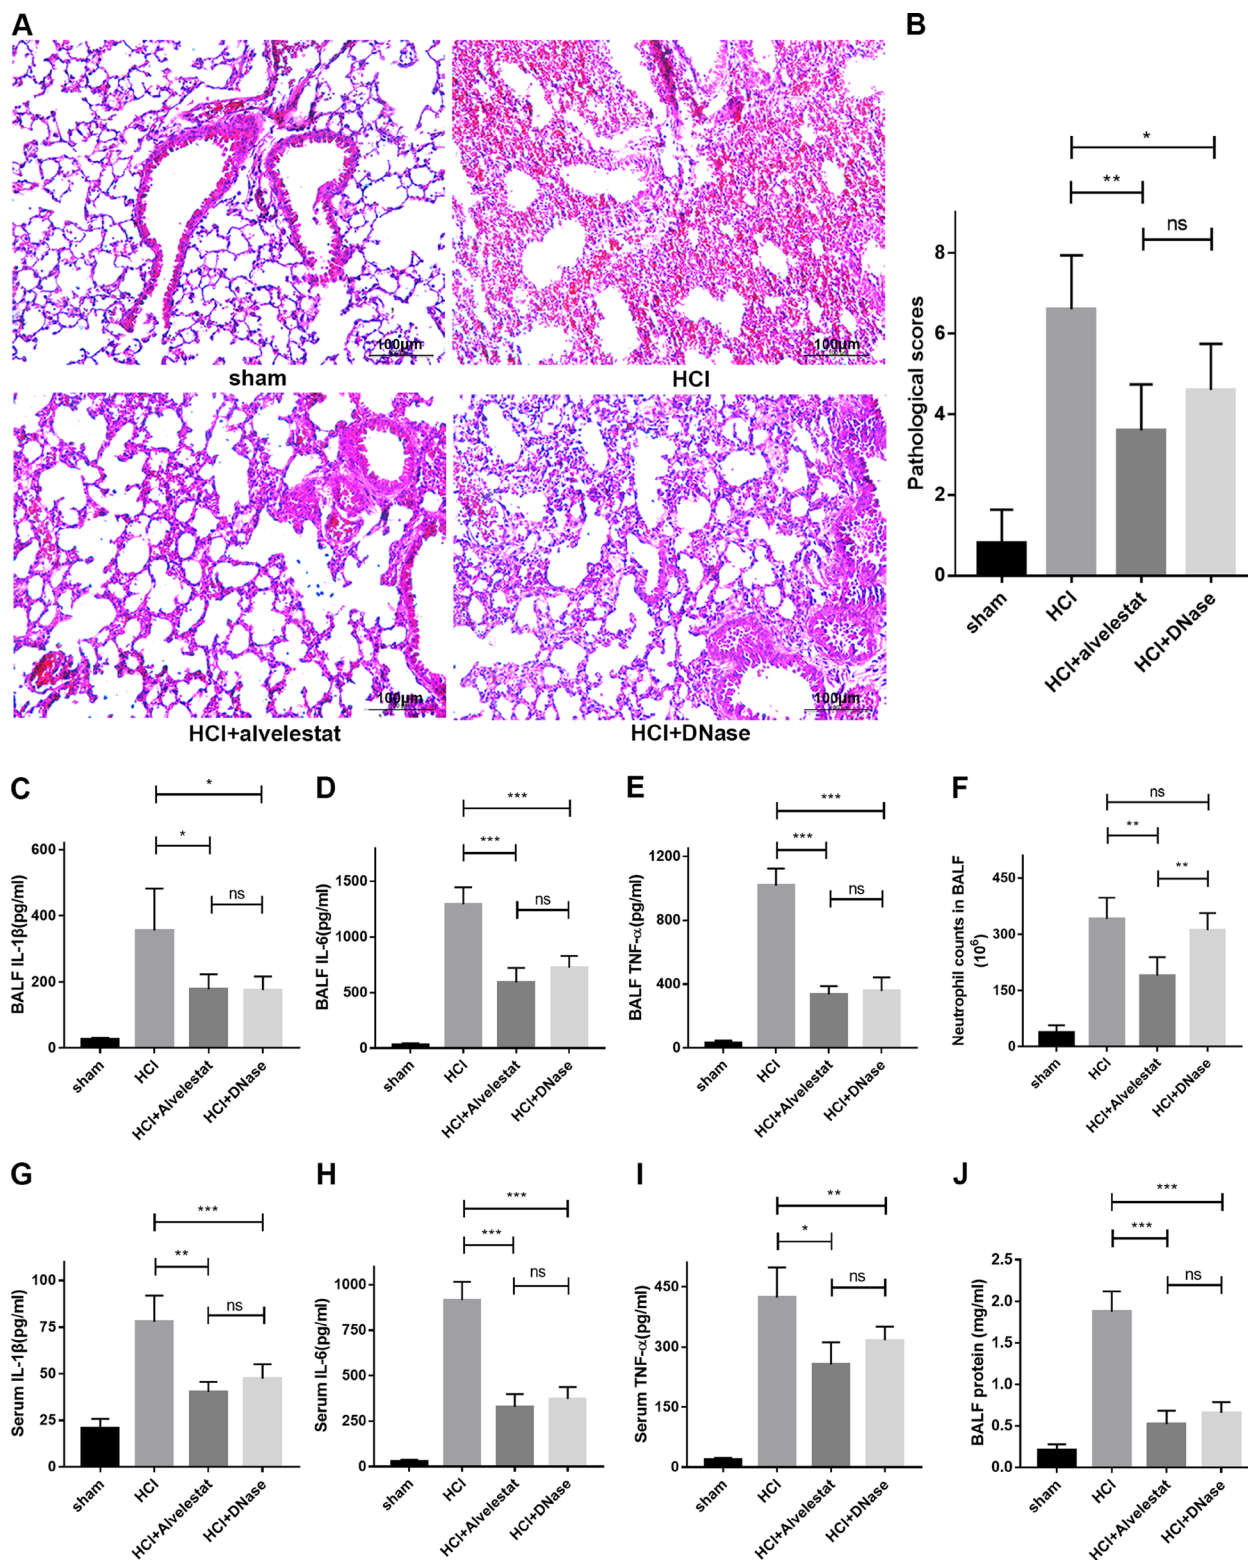 A
B
100μm
100μm
sham
HCl
100μm
100μm
HCl+alvelestat
HCl+DNase
*
**
ns
Pathological scores
8
6
4
2
0
sham
HCl
HCl+alvelestat
HCl+DNase
C
*
*
ns
BALF IL-1β(pg/ml)
600
400
200
0
sham
HCl
HCl+Alvelestat
HCl+DNase
D
***
***
ns
BALF IL-6(pg/ml)
1500
1000
500
0
sham
HCl
HCl+Alvelestat
HCl+DNase
E
***
***
ns
BALF TNF-α(pg/ml)
1200
800
400
0
sham
HCl
HCl+Alvelestat
HCl+DNase
F
ns
**
**
Neutrophil counts in BALF
(10⁶)
450
300
150
0
sham
HCl
HCl+Alvelestat
HCl+DNase
G
***
**
ns
Serum IL-1β(pg/ml)
100
75
50
25
0
sham
HCl
HCl+Alvelestat
HCl+DNase
H
***
***
ns
Serum IL-6(pg/ml)
1000
750
500
250
0
sham
HCl
HCl+Alvelestat
HCl+DNase
I
**
*
ns
Serum TNF-α(pg/ml)
450
300
150
0
sham
HCl
HCl+Alvelestat
HCl+DNase
J
***
***
ns
BALF protein (mg/ml)
2.5
2.0
1.5
1.0
0.5
0.0
sham
HCl
HCl+Alvelestat
HCl+DNase